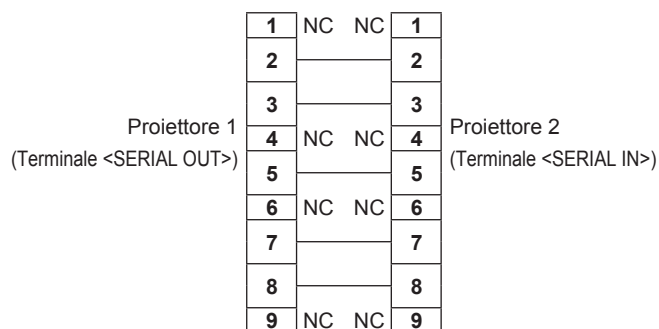 1 NC NC 1
2 2
3 3
Proiettore 1
(Terminale <SERIAL OUT>)
4 NC NC 4
Proiettore 2
(Terminale <SERIAL IN>)
5 5
6 NC NC 6
7 7
8 8
9 NC NC 9